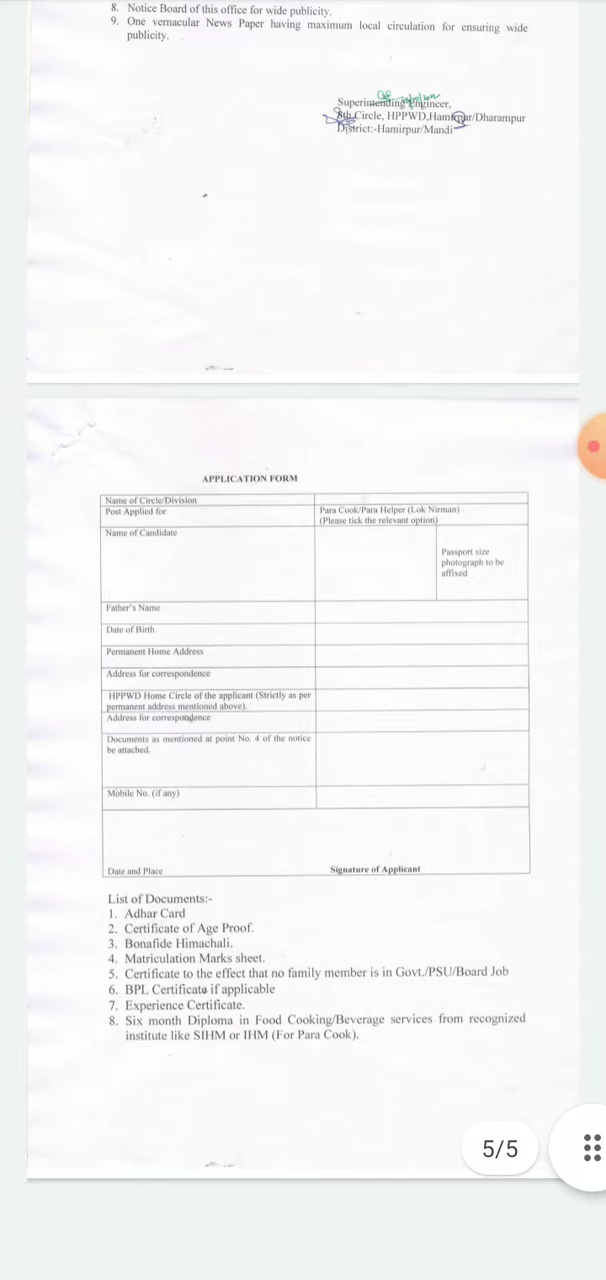 8. Notice Board of this office for wide publicity.
9. One vernacular News Paper having maximum local circulation for ensuring wide
publicity.
Superintending Engineer,
8th Circle, HPPWD,Hamirpur/Dharampur
District:-Hamirpur/Mandi
APPLICATION FORM
Name of Circle/Division
Post Applied for
Para Cook/Para Helper (Lok Nirman)
(Please tick the relevant option)
Name of Candidate
Passport size
photograph to be
affixed
Father's Name
Date of Birth
Permanent Home Address
Address for correspondence
HPPWD Home Circle of the applicant (Strictly as per
permanent address mentioned above).
Address for correspondence
Documents as mentioned at point No. 4 of the notice
be attached.
Mobile No. (if any)
Date and Place
Signature of Applicant
List of Documents:-
1. Adhar Card
2. Certificate of Age Proof.
3. Bonafide Himachali.
4. Matriculation Marks sheet.
5. Certificate to the effect that no family member is in Govt./PSU/Board Job
6. BPL Certificate if applicable
7. Experience Certificate.
8. Six month Diploma in Food Cooking/Beverage services from recognized
institute like SIHM or IHM (For Para Cook).
5/5